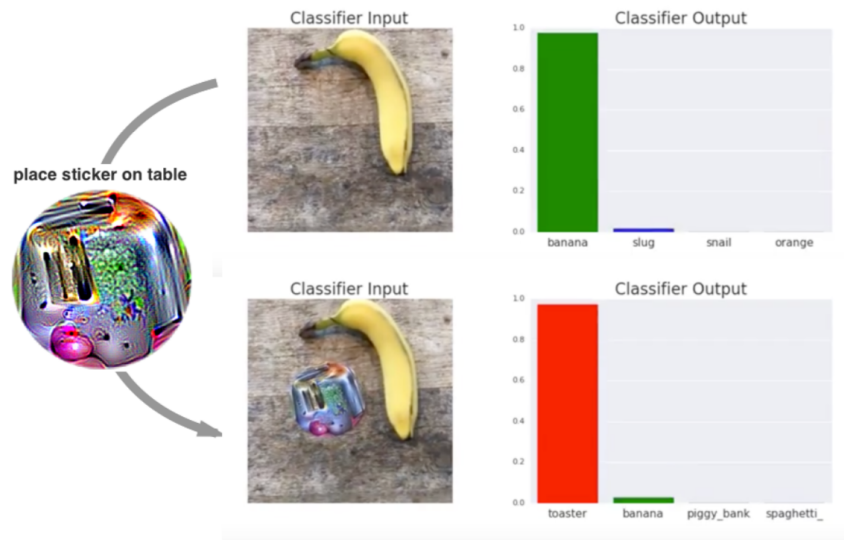 Classifier Input
Classifier Output
1.0
0.8
0.6
0.4
0.2
0.0
banana slug snail orange
place sticker on table
Classifier Input
Classifier Output
1.0
0.8
0.6
0.4
0.2
0.0
toaster banana piggy_bank spaghetti_